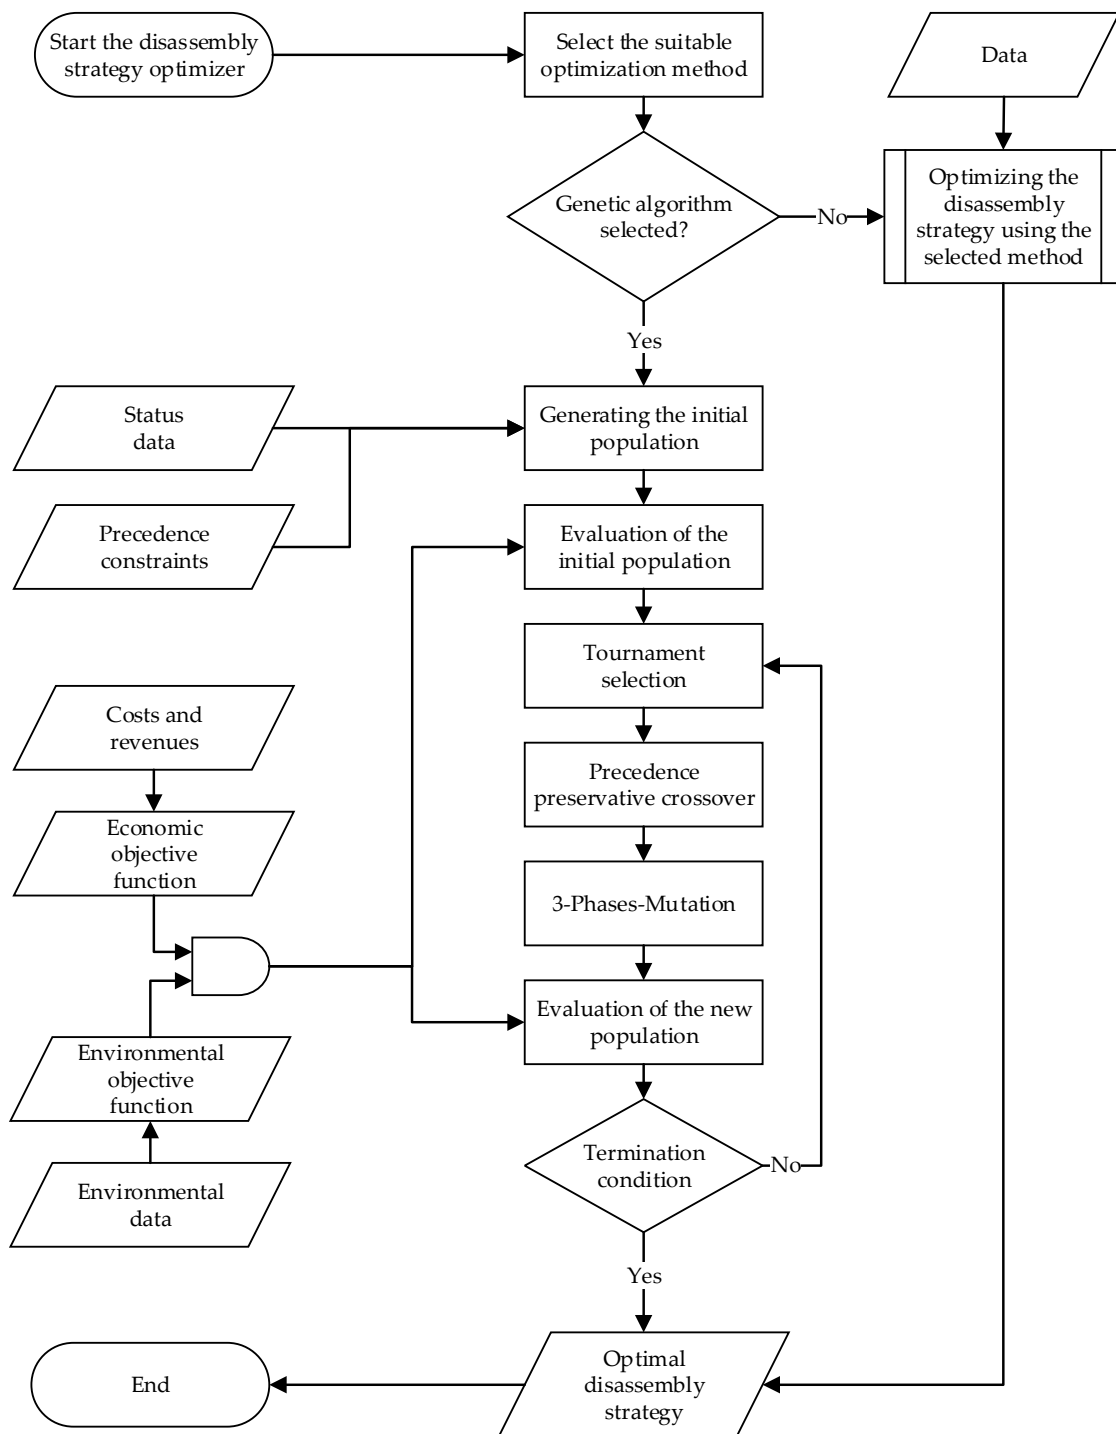 Start the disassembly
strategy optimizer
Select the suitable
optimization method
Data
Genetic algorithm
selected?
No
Optimizing the
disassembly
strategy using the
selected method
Yes
Status
data
Generating the initial
population
Precedence
constraints
Evaluation of the
initial population
Tournament
selection
Costs and
revenues
Precedence
preservative crossover
Economic
objective
function
3-Phases-Mutation
Evaluation of the new
population
Environmental
objective
function
Termination
condition
No
Environmental
data
Yes
Optimal
disassembly
strategy
End